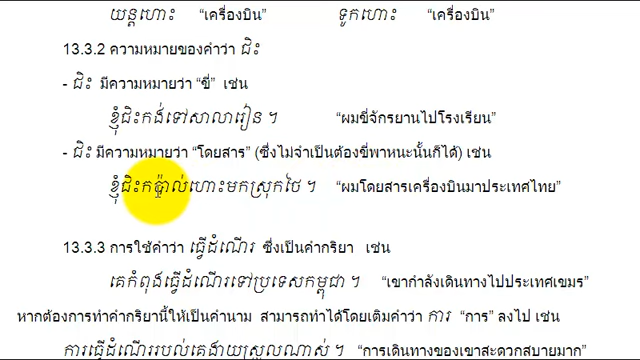 យន្តហោះ “เครื่องบิน” ទូកហោះ “เครื่องบิน”
13.3.2 ความหมายของคำว่า ជិះ
- ជិះ มีความหมายว่า “ขี่” เช่น
ខ្ញុំជិះកង់ទៅសាលារៀន ។ “ผมขี่จักรยานไปโรงเรียน”
- ជិះ มีความหมายว่า “โดยสาร” (ซึ่งไม่จำเป็นต้องขี่พาหนะนั้นก็ได้) เช่น
ខ្ញុំជិះកប៉ាល់ហោះមកស្រុកថៃ ។ “ผมโดยสารเครื่องบินมาประเทศไทย”
13.3.3 การใช้คำว่า ធ្វើដំណើរ ซึ่งเป็นคำกริยา เช่น
គេកំពុងធ្វើដំណើរទៅប្រទេសកម្ពុជា ។ “เขากำลังเดินทางไปประเทศเขมร”
หากต้องการทำคำกริยานี้ให้เป็นคำนาม สามารถทำได้โดยเติมคำว่า ការ “การ” ลงไป เช่น
ការធ្វើដំណើររបស់គេងាយស្រួលណាស់ ។ “การเดินทางของเขาสะดวกสบายมาก”